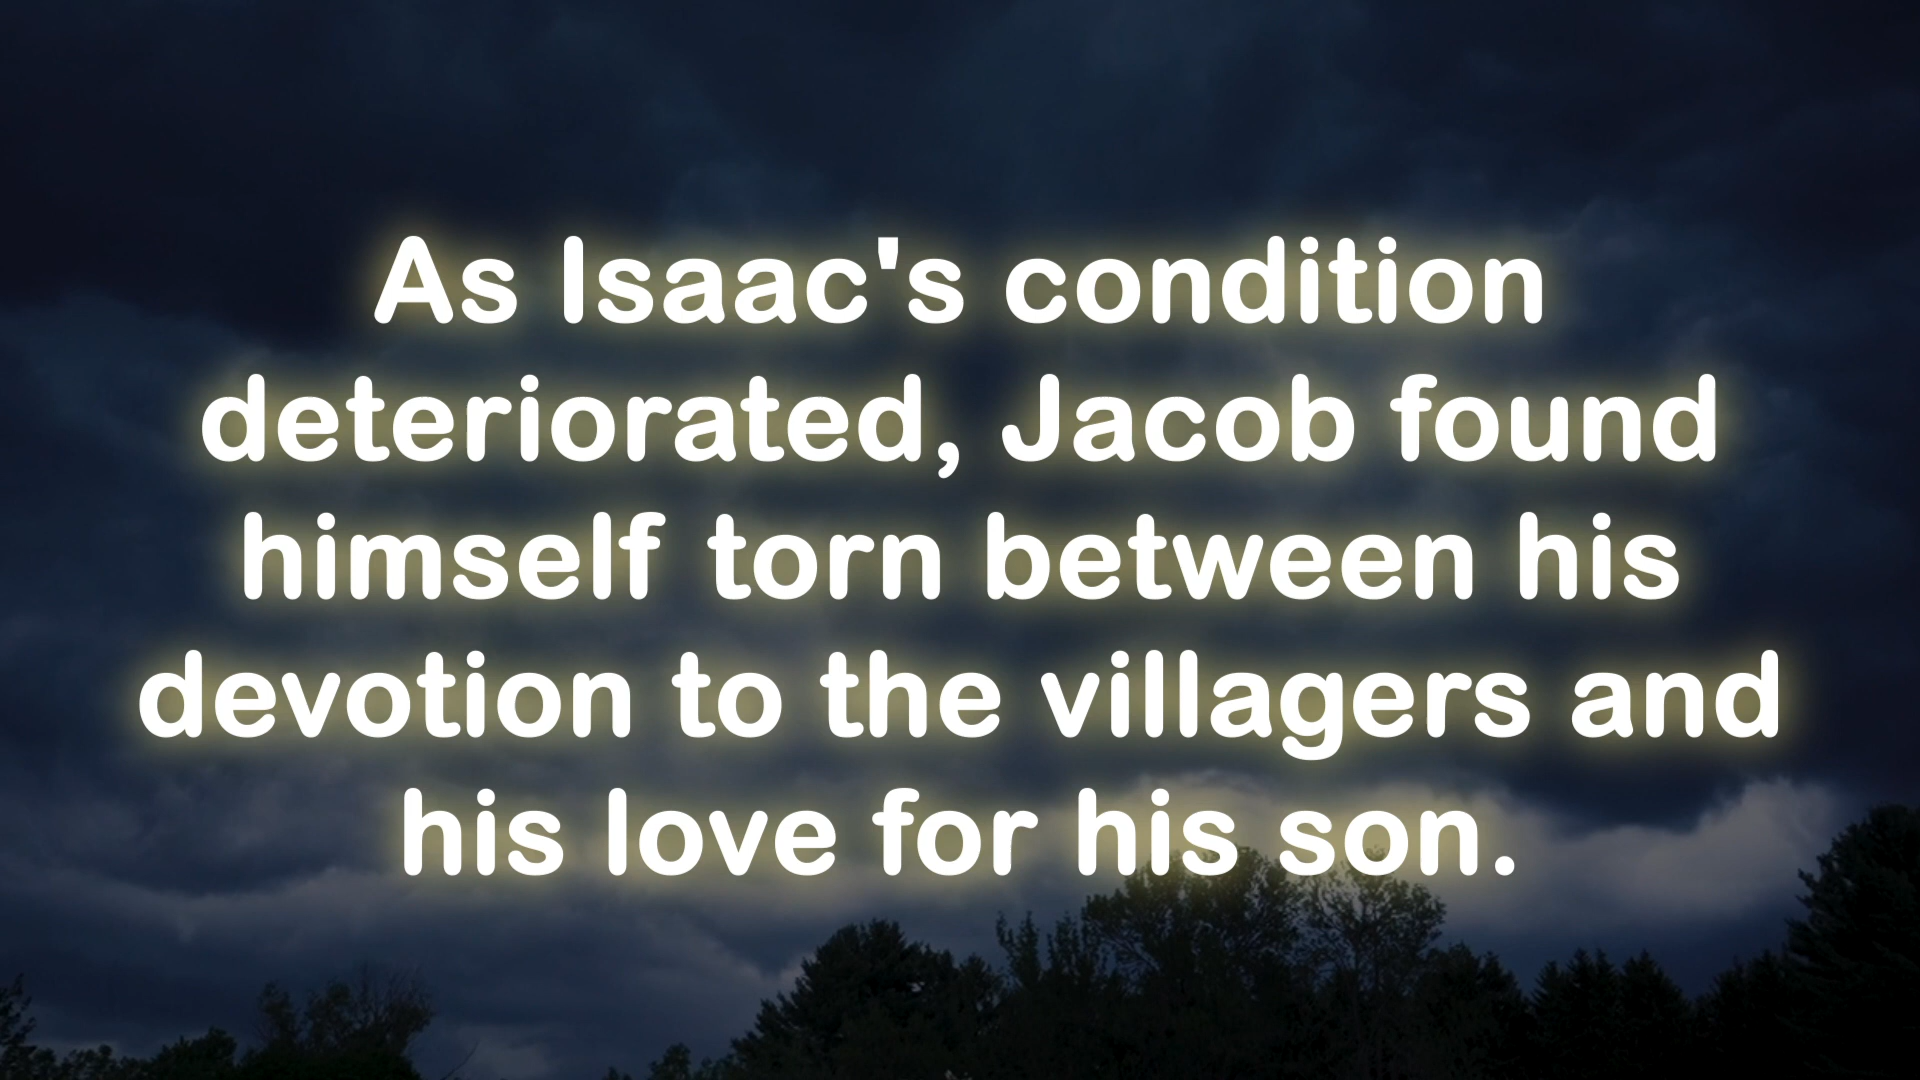 As Isaac's condition
deteriorated, Jacob found
himself torn between his
devotion to the villagers and
his love for his son.